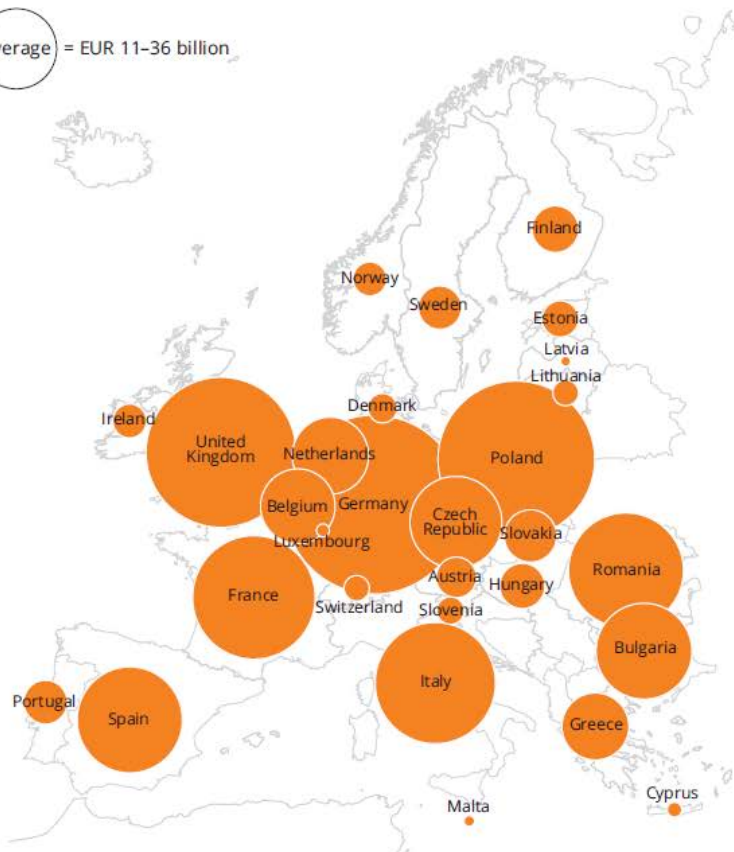 = EUR 11–36 billion
Finland
Norway
Sweden
Estonia
Latvia
Lithuania
Denmark
Ireland
United
Kingdom
Netherlands
Poland
Belgium
Germany
Czech
Republic
Slovakia
Luxembourg
Austria
Hungary
Romania
France
Switzerland
Slovenia
Bulgaria
Italy
Portugal
Spain
Greece
Malta
Cyprus